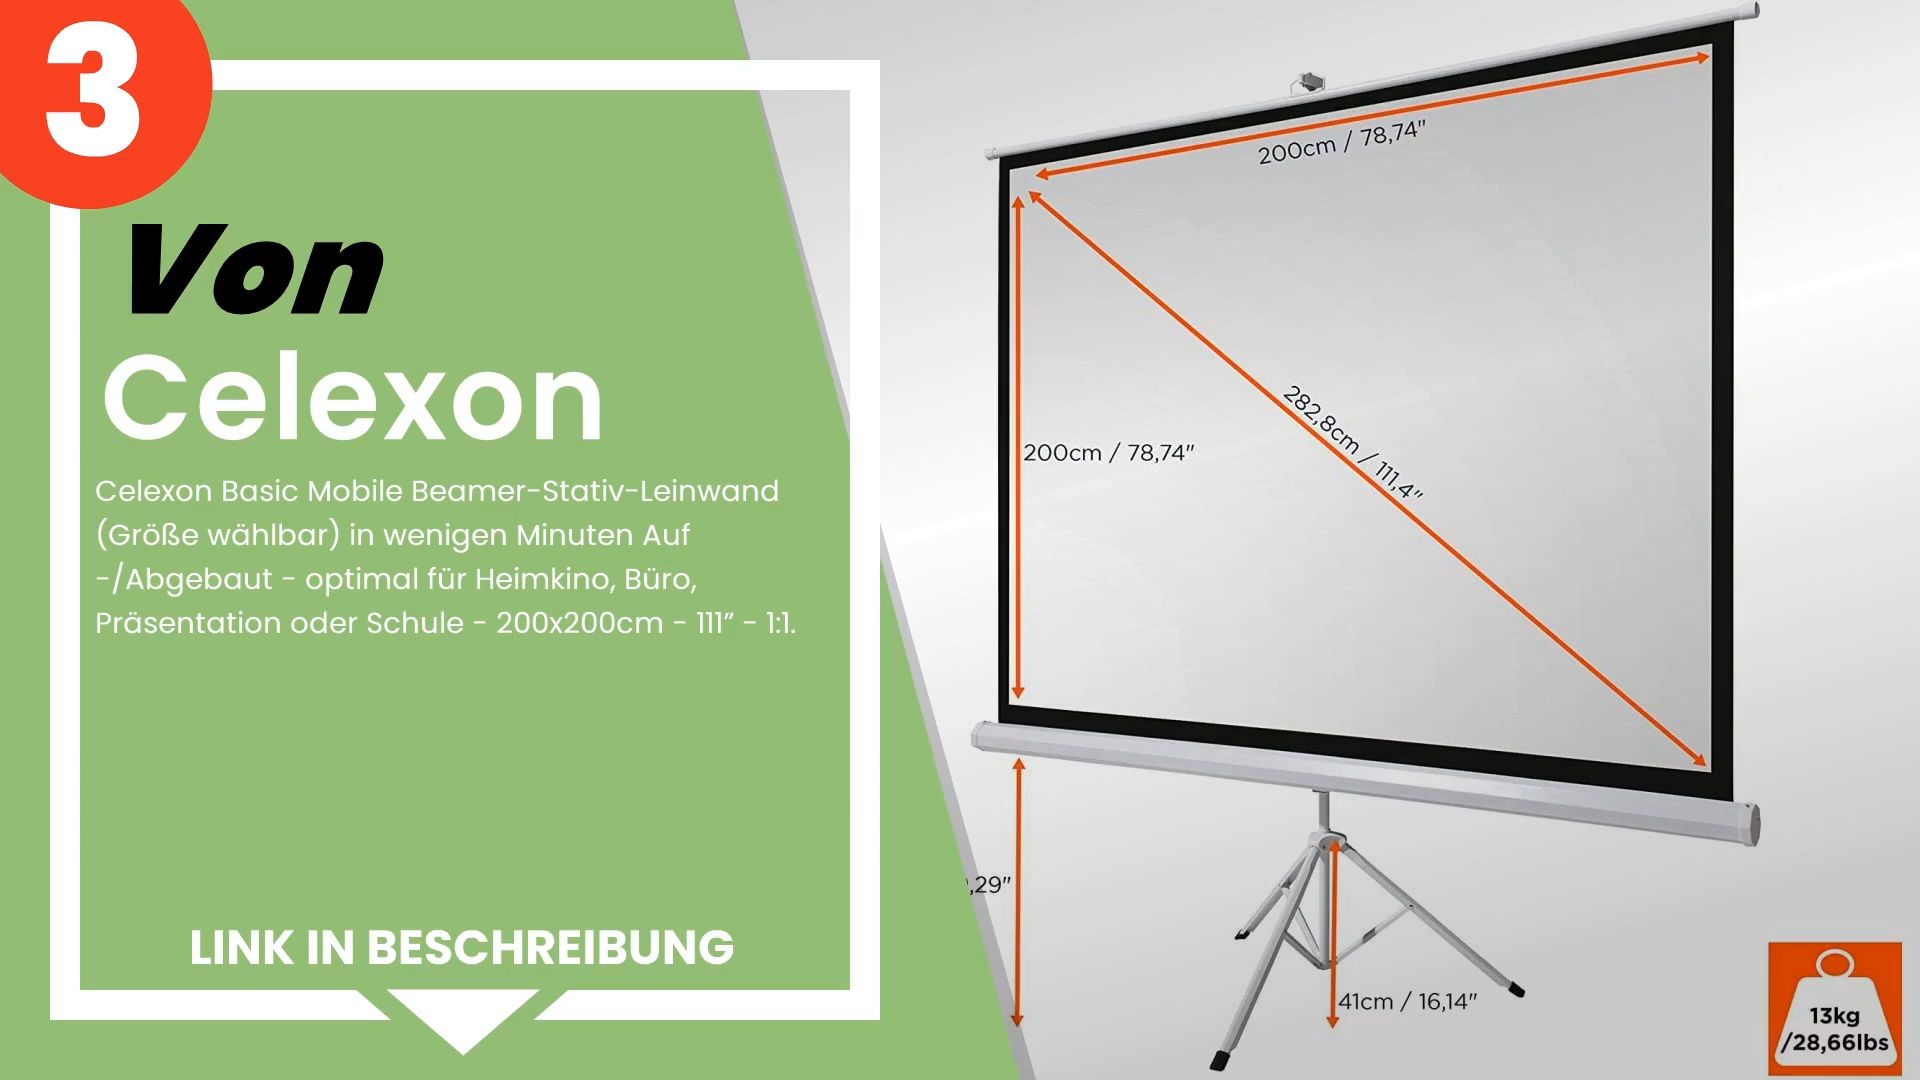 3
Von
Celexon
Celexon Basic Mobile Beamer-Stativ-Leinwand
(Größe wählbar) in wenigen Minuten Auf
-/Abgebaut - optimal für Heimkino, Büro,
Präsentation oder Schule - 200x200cm - 111” - 1:1.
LINK IN BESCHREIBUNG
200cm / 78,74"
200cm / 78,74"
282,8cm / 111,4"
,29"
41cm / 16,14"
13kg
/28,66lbs